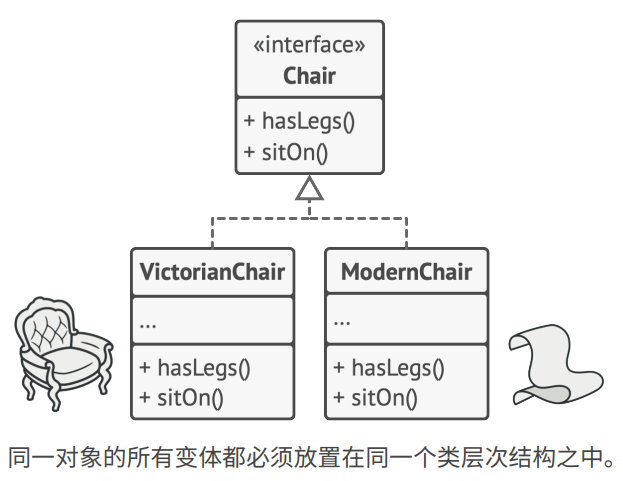 «interface»
Chair
+ hasLegs()
+ sitOn()
VictorianChair
...
+ hasLegs()
+ sitOn()
ModernChair
...
+ hasLegs()
+ sitOn()
同一对象的所有变体都必须放置在同一个类层次结构之中。